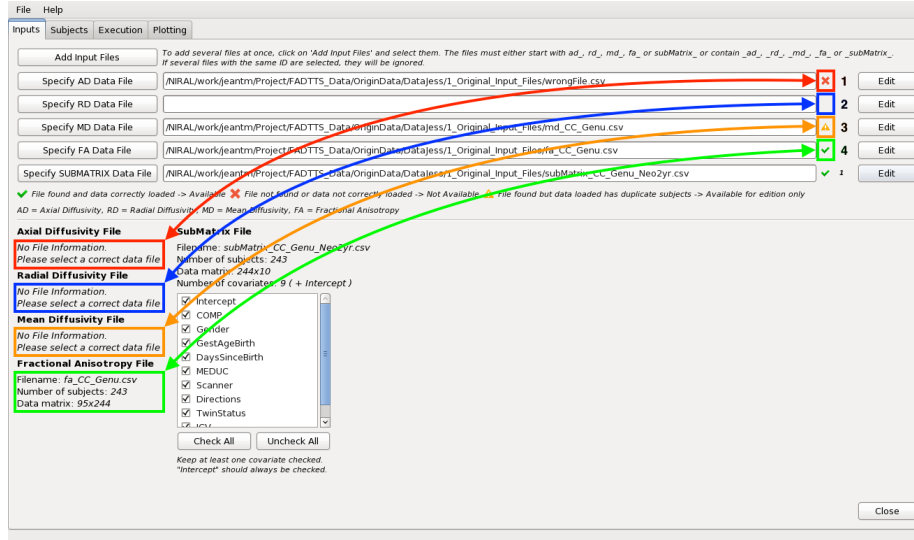 File Help
Inputs Subjects Execution Plotting
Add Input Files
To add several files at once, click on 'Add Input Files' and select them. The files must either start with ad_, rd_, md_, fa_ or subMatrix_ or contain _ad_, _rd_, _md_, _fa_ or _subMatrix_.
If several files with the same ID are selected, they will be ignored.
Specify AD Data File /NIRAL/work/jeantm/Project/FADTTS_Data/OriginData/DataJess/1_Original_Input_Files/wrongFile.csv 1 Edit
Specify RD Data File 2 Edit
Specify MD Data File /NIRAL/work/jeantm/Project/FADTTS_Data/OriginData/DataJess/1_Original_Input_Files/md_CC_Genu.csv 3 Edit
Specify FA Data File /NIRAL/work/jeantm/Project/FADTTS_Data/OriginData/DataJess/1_Original_Input_Files/fa_CC_Genu.csv 4 Edit
Specify SUBMATRIX Data File /NIRAL/work/jeantm/Project/FADTTS_Data/OriginData/DataJess/1_Original_Input_Files/subMatrix_CC_Genu_Neo2yr.csv 1 Edit
File found and data correctly loaded -> Available File not found or data not correctly loaded -> Not Available File found but data loaded has duplicate subjects -> Available for edition only
AD = Axial Diffusivity, RD = Radial Diffusivity, MD = Mean Diffusivity, FA = Fractional Anisotropy
Axial Diffusivity File
No File Information.
Please select a correct data file
Radial Diffusivity File
No File Information.
Please select a correct data file
Mean Diffusivity File
No File Information.
Please select a correct data file
Fractional Anisotropy File
Filename: fa_CC_Genu.csv
Number of subjects: 243
Data matrix: 95x244
SubMatrix File
Filename: subMatrix_CC_Genu_Neo2yr.csv
Number of subjects: 243
Data matrix: 244x10
Number of covariates: 9 ( + Intercept )
Intercept
COMP
Gender
GestAgeBirth
DaysSinceBirth
MEDUC
Scanner
Directions
TwinStatus
ICV
Check All Uncheck All
Keep at least one covariate checked.
"Intercept" should always be checked.
Close